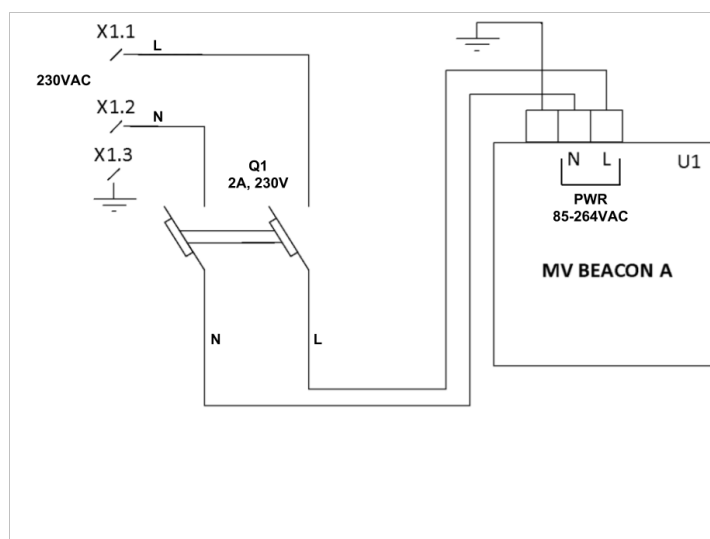 X1.1
L
230VAC
X1.2
N
X1.3
Q1
2A, 230V
N
L
N L
U1
PWR
85-264VAC
MV BEACON A